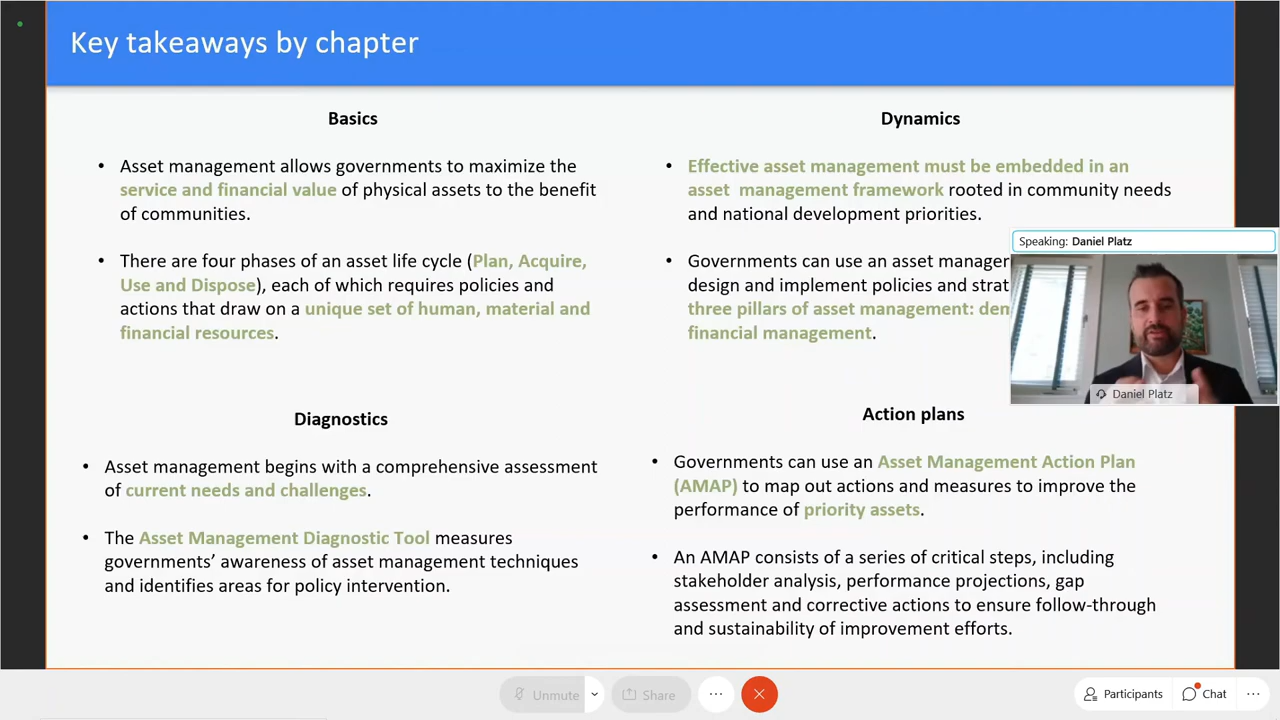 Key takeaways by chapter
Basics
• Asset management allows governments to maximize the
service and financial value of physical assets to the benefit
of communities.
• There are four phases of an asset life cycle (Plan, Acquire,
Use and Dispose), each of which requires policies and
actions that draw on a unique set of human, material and
financial resources.
Dynamics
• Effective asset management must be embedded in an
asset management framework rooted in community needs
and national development priorities.
• Governments can use an asset
design and implement policies and
three pillars of asset management:
financial management.
Speaking: Daniel Platz
Daniel Platz
Diagnostics
• Asset management begins with a comprehensive assessment
of current needs and challenges.
• The Asset Management Diagnostic Tool measures
governments’ awareness of asset management techniques
and identifies areas for policy intervention.
Action plans
• Governments can use an Asset Management Action Plan
(AMAP) to map out actions and measures to improve the
performance of priority assets.
• An AMAP consists of a series of critical steps, including
stakeholder analysis, performance projections, gap
assessment and corrective actions to ensure follow-through
and sustainability of improvement efforts.
Unmute
Share
Participants
Chat